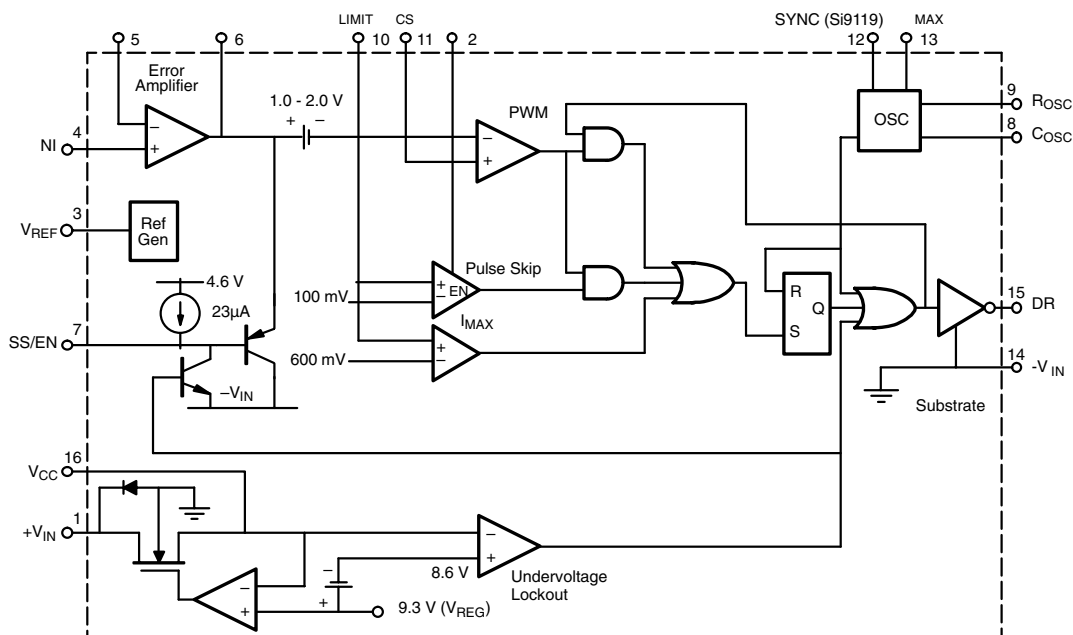 LIMIT CS SYNC (Si9119) MAX
5 6 10 11 2 12 13
Error
Amplifier
1.0 - 2.0 V
+ −
PWM
OSC
9 ROSC
8 COSC
4
NI
−
+
−
+
3
VREF
Ref
Gen
4.6 V
23µA
Pulse Skip
+
−
EN
100 mV
IMAX
+
−
600 mV
7
SS/EN
–VIN
R
Q
S
15 DR
14
-VIN
Substrate
16
VCC
1
+VIN
−
+
8.6 V
Undervoltage
Lockout
−
+
−
+
9.3 V (VREG)